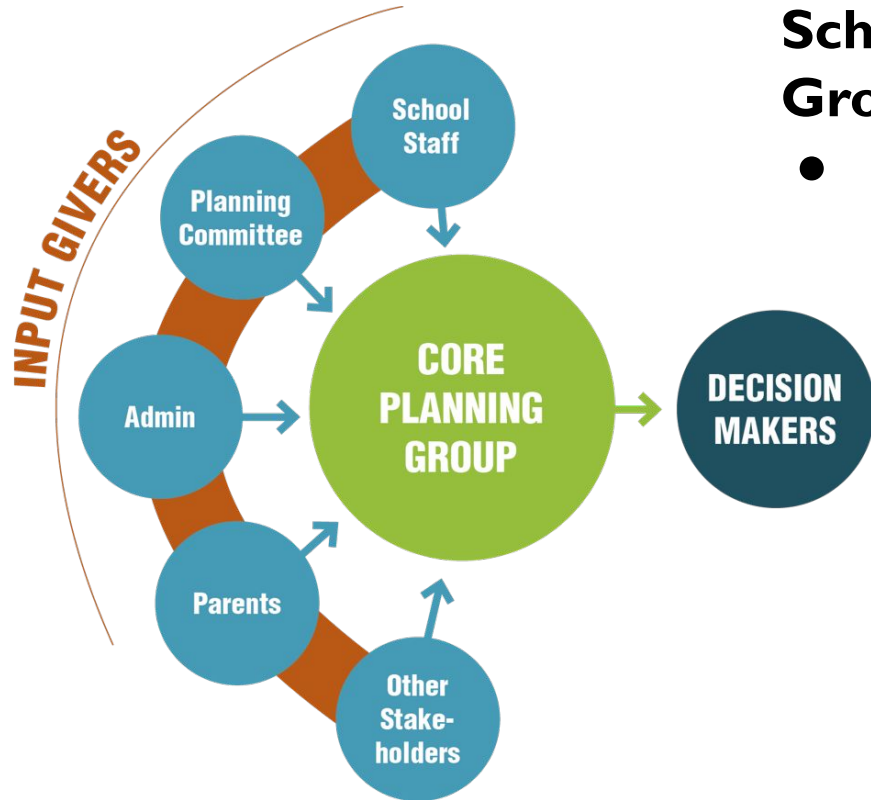 INPUT GIVERS
School
Staff
Planning
Committee
Admin
Parents
Other
Stake-
holders
CORE
PLANNING
GROUP
DECISION
MAKERS
Sch
Gro
•